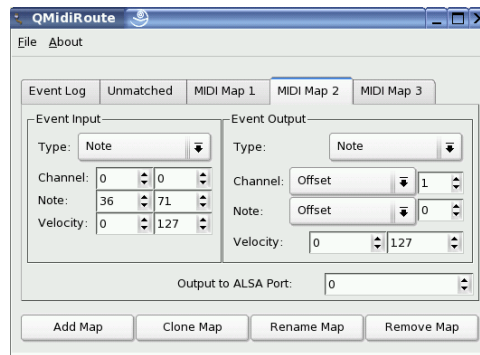 QMidiRoute
File About
Event Log Unmatched MIDI Map 1 MIDI Map 2 MIDI Map 3
Event Input Event Output
Type: Note Type: Note
Channel: 0 0 Channel: Offset 1
Note: 36 71 Note: Offset 0
Velocity: 0 127 Velocity: 0 127
Output to ALSA Port: 0
Add Map Clone Map Rename Map Remove Map